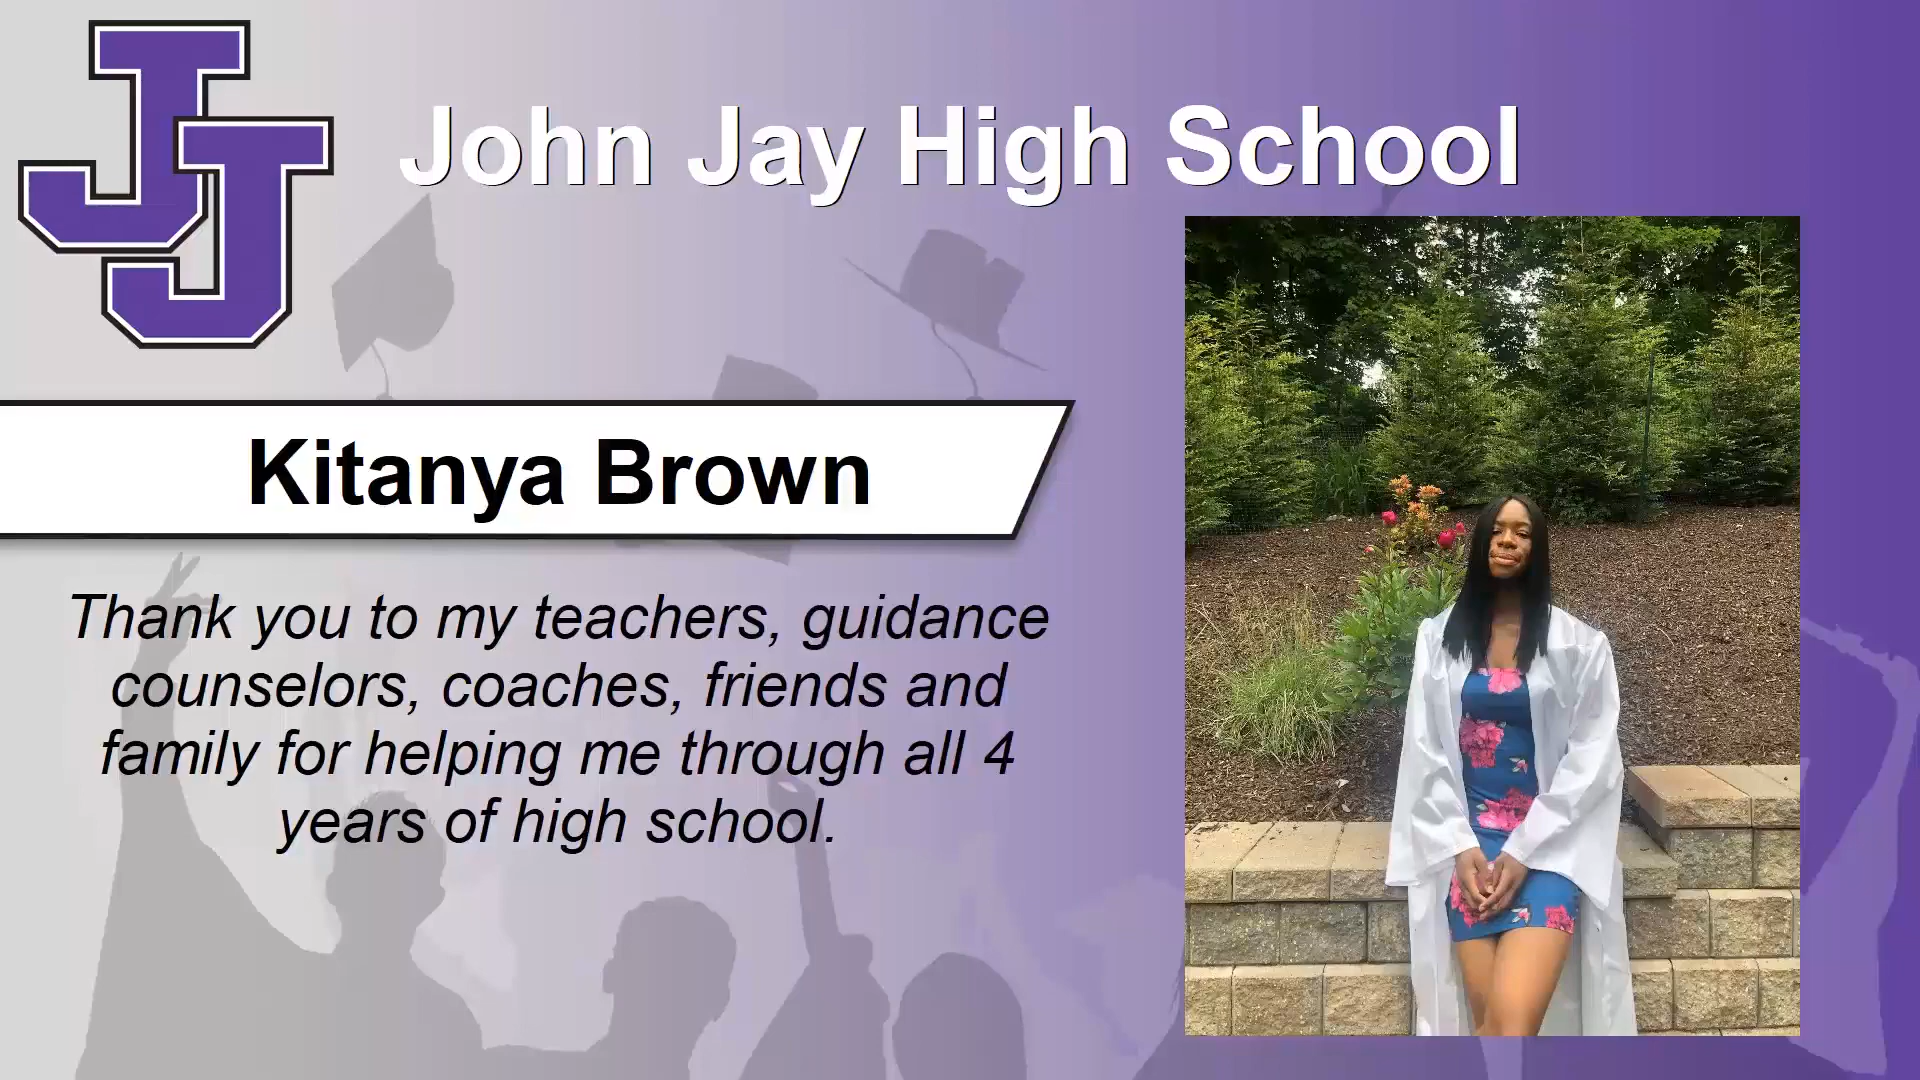 JJ
John Jay High School
Kitanya Brown
Thank you to my teachers, guidance
counselors, coaches, friends and
family for helping me through all 4
years of high school.